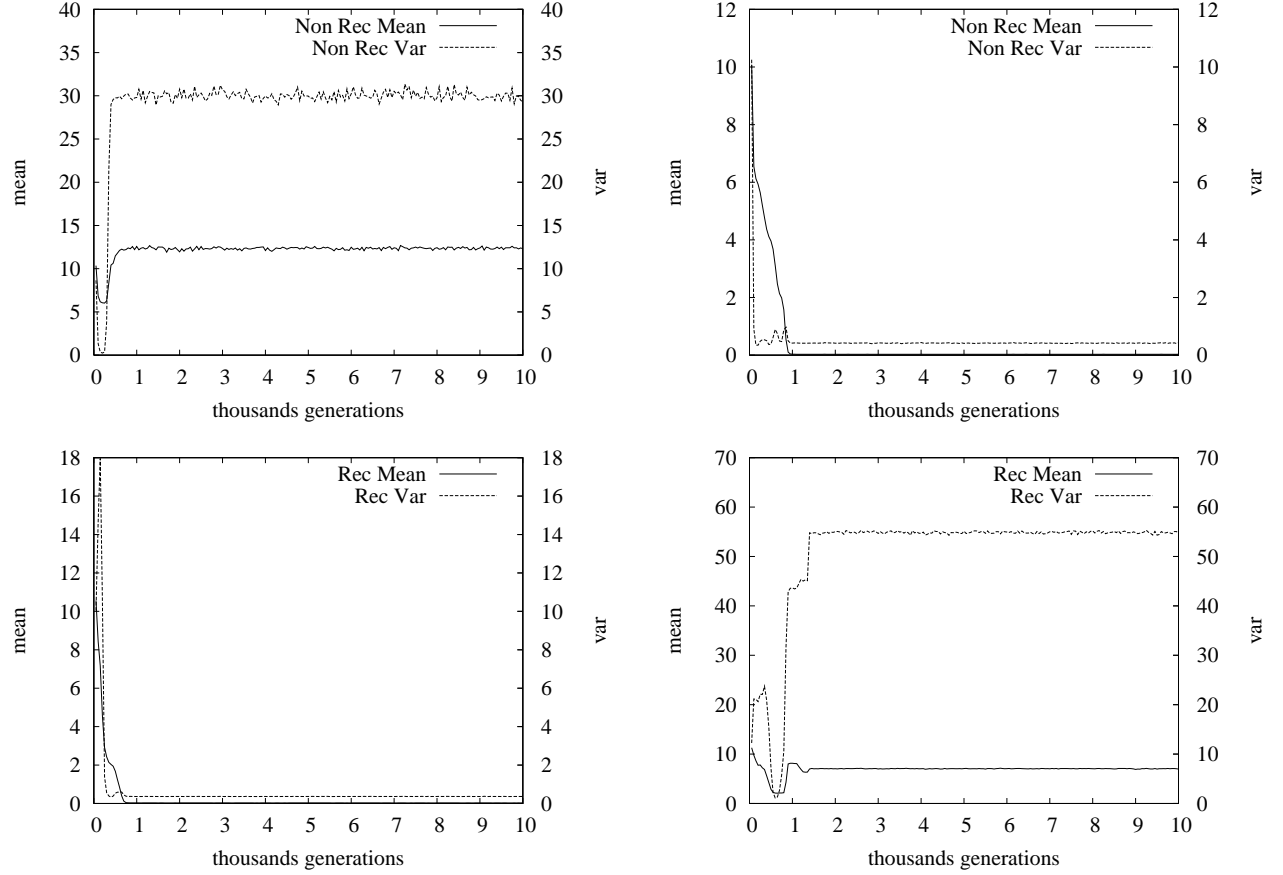 40 40
Non Rec Mean
Non Rec Var
35 35
30 30
25 25
20 20
15 15
10 10
5 5
0 0
mean
var
0 1 2 3 4 5 6 7 8 9 10
thousands generations
12 12
Non Rec Mean
Non Rec Var
10 10
8 8
6 6
4 4
2 2
0 0
mean
var
0 1 2 3 4 5 6 7 8 9 10
thousands generations
18 18
Rec Mean
Rec Var
16 16
14 14
12 12
10 10
8 8
6 6
4 4
2 2
0 0
mean
var
0 1 2 3 4 5 6 7 8 9 10
thousands generations
70 70
Rec Mean
Rec Var
60 60
50 50
40 40
30 30
20 20
10 10
0 0
mean
var
0 1 2 3 4 5 6 7 8 9 10
thousands generations